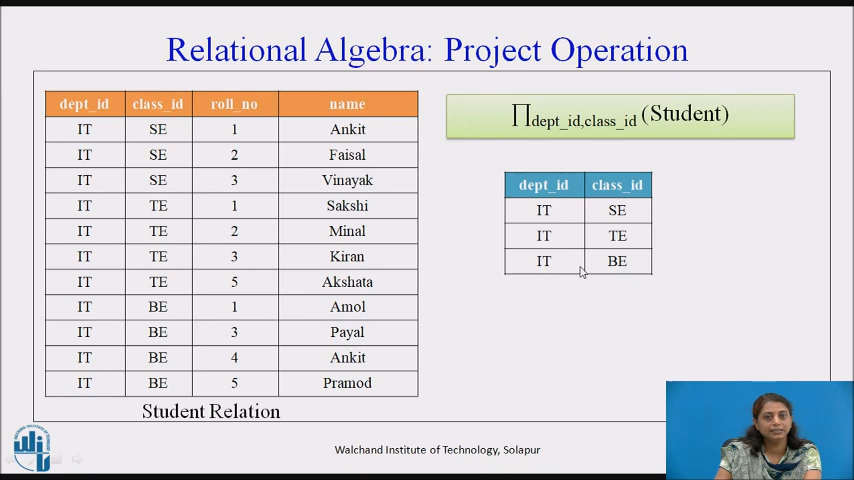 Relational Algebra: Project Operation
dept_id class_id roll_no name
IT SE 1 Ankit
IT SE 2 Faisal
IT SE 3 Vinayak
IT TE 1 Sakshi
IT TE 2 Minal
IT TE 3 Kiran
IT TE 5 Akshata
IT BE 1 Amol
IT BE 3 Payal
IT BE 4 Ankit
IT BE 5 Pramod
Student Relation
∏dept_id,class_id (Student)
dept_id class_id
IT SE
IT TE
IT BE
Walchand Institute of Technology, Solapur